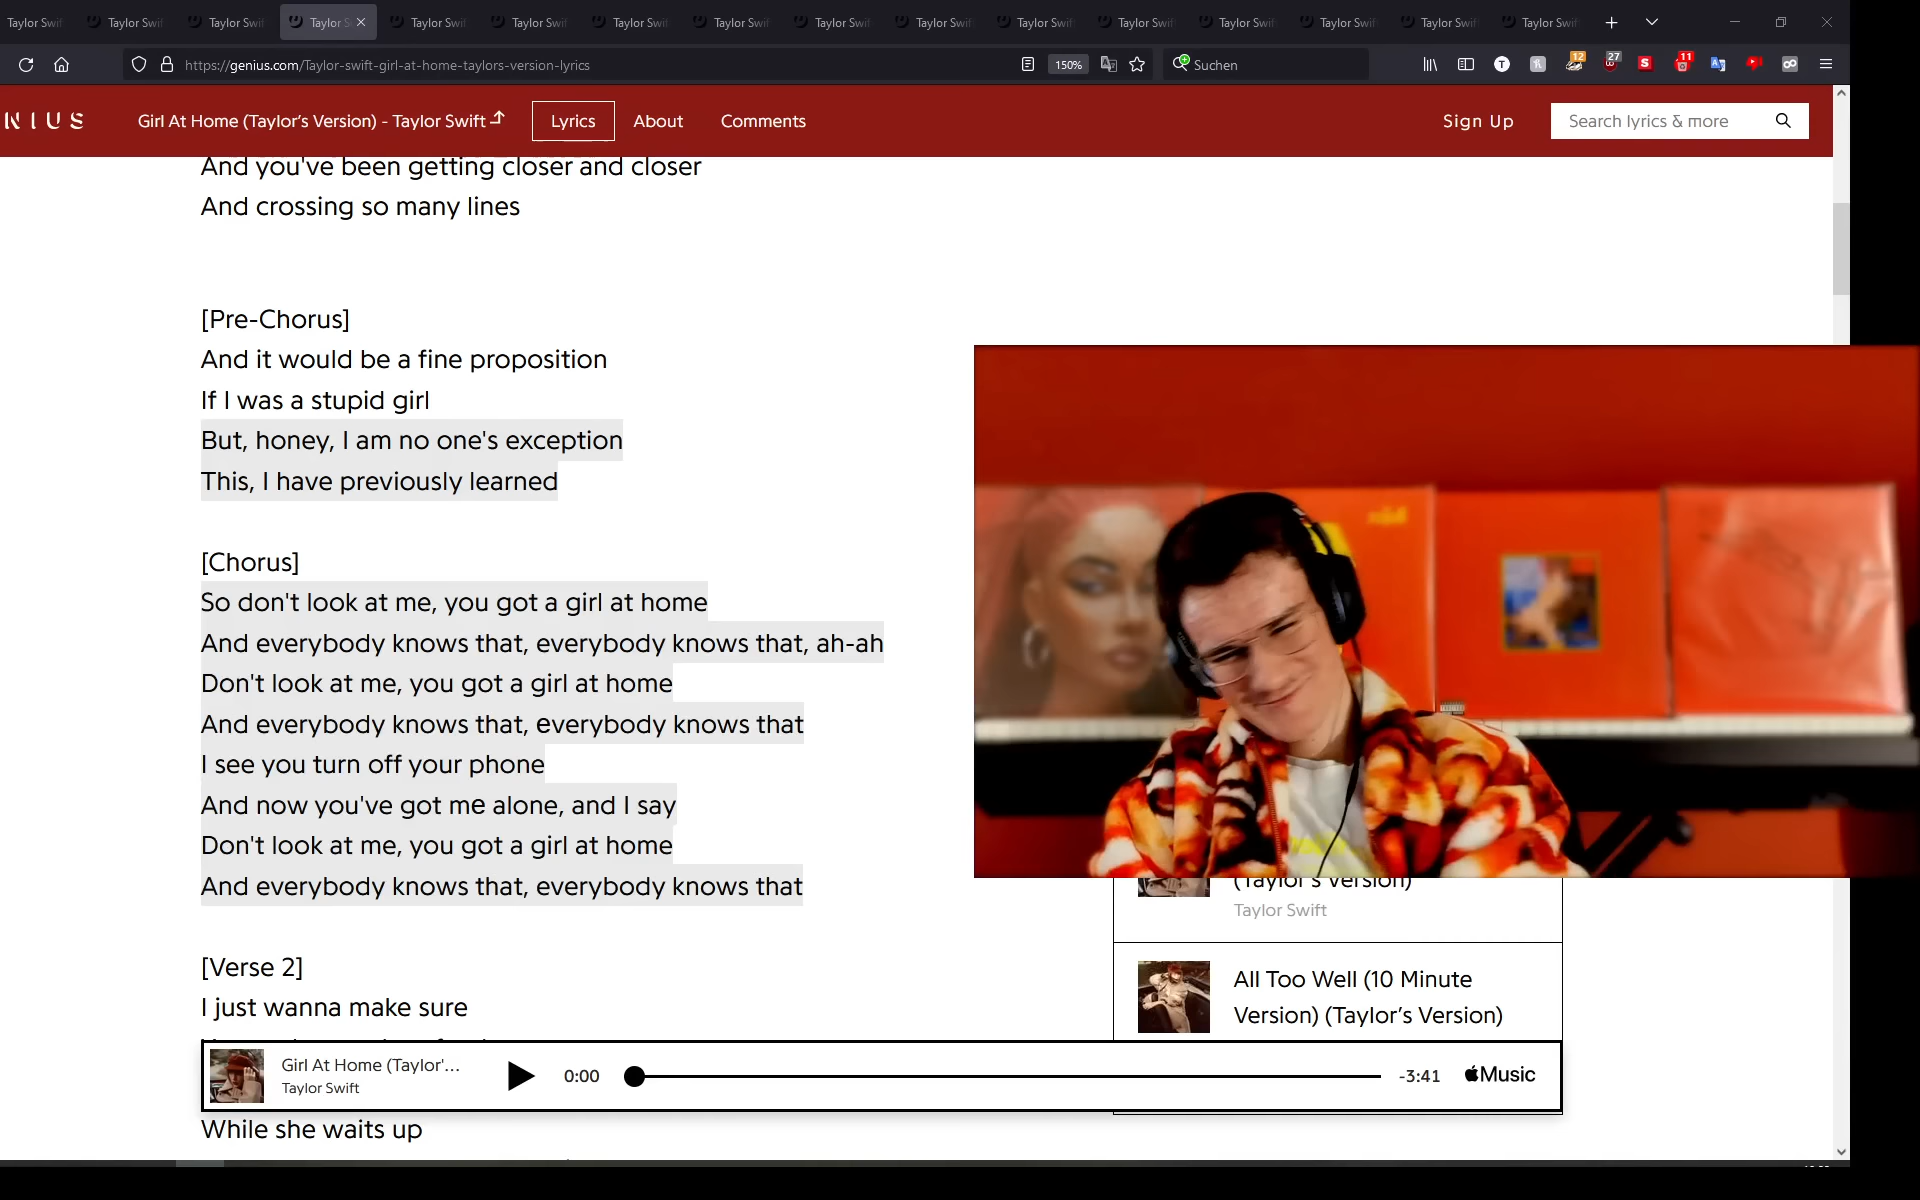 Taylor Swif Taylor Swif Taylor Swif Taylor S Taylor Swif Taylor Swif Taylor Swif Taylor Swif Taylor Swif Taylor Swif Taylor Swif Taylor Swif Taylor Swif Taylor Swif Taylor Swif Taylor Swif
https://genius.com/Taylor-swift-girl-at-home-taylors-version-lyrics
150%
Suchen
12
27
11
NIUS
Girl At Home (Taylor's Version) - Taylor Swift
Lyrics
About
Comments
Sign Up
Search lyrics & more
And you've been getting closer and closer
And crossing so many lines
[Pre-Chorus]
And it would be a fine proposition
If I was a stupid girl
But, honey, I am no one's exception
This, I have previously learned
[Chorus]
So don't look at me, you got a girl at home
And everybody knows that, everybody knows that, ah-ah
Don't look at me, you got a girl at home
And everybody knows that, everybody knows that
I see you turn off your phone
And now you've got me alone, and I say
Don't look at me, you got a girl at home
And everybody knows that, everybody knows that
[Verse 2]
I just wanna make sure
While she waits up
(Taylor's Version)
Taylor Swift
All Too Well (10 Minute
Version) (Taylor's Version)
Girl At Home (Taylor'...
Taylor Swift
0:00
-3:41
Music